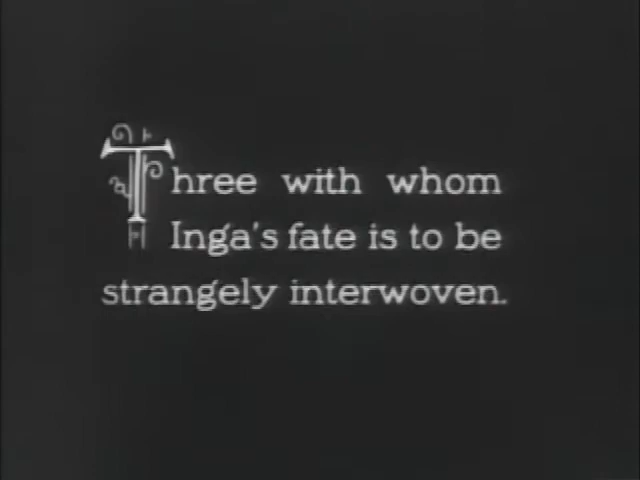 Three with whom
Inga's fate is to be
strangely interwoven.